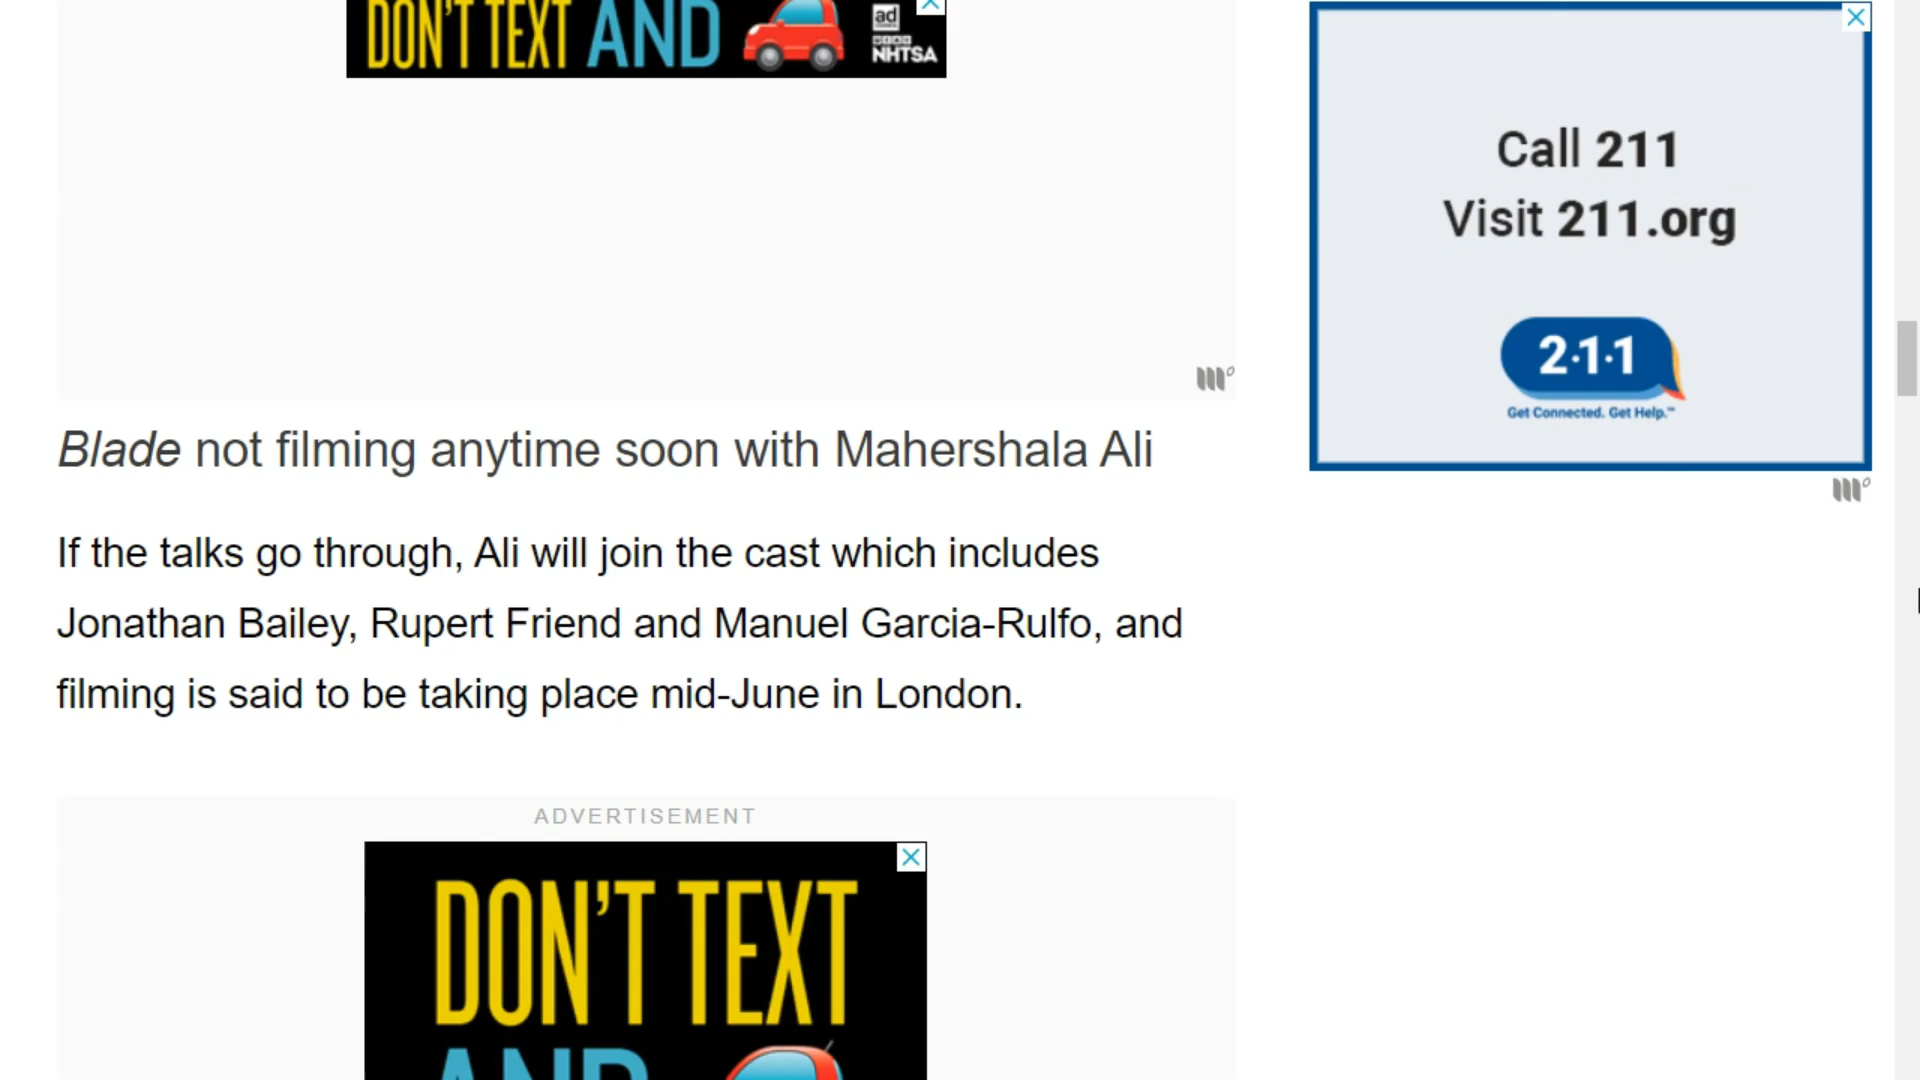 DON'T TEXT AND
ad
NHTSA
Call 211
Visit 211.org
2·1·1
Get Connected. Get Help.™
Blade not filming anytime soon with Mahershala Ali
If the talks go through, Ali will join the cast which includes
Jonathan Bailey, Rupert Friend and Manuel Garcia-Rulfo, and
filming is said to be taking place mid-June in London.
ADVERTISEMENT
DON'T TEXT
AND